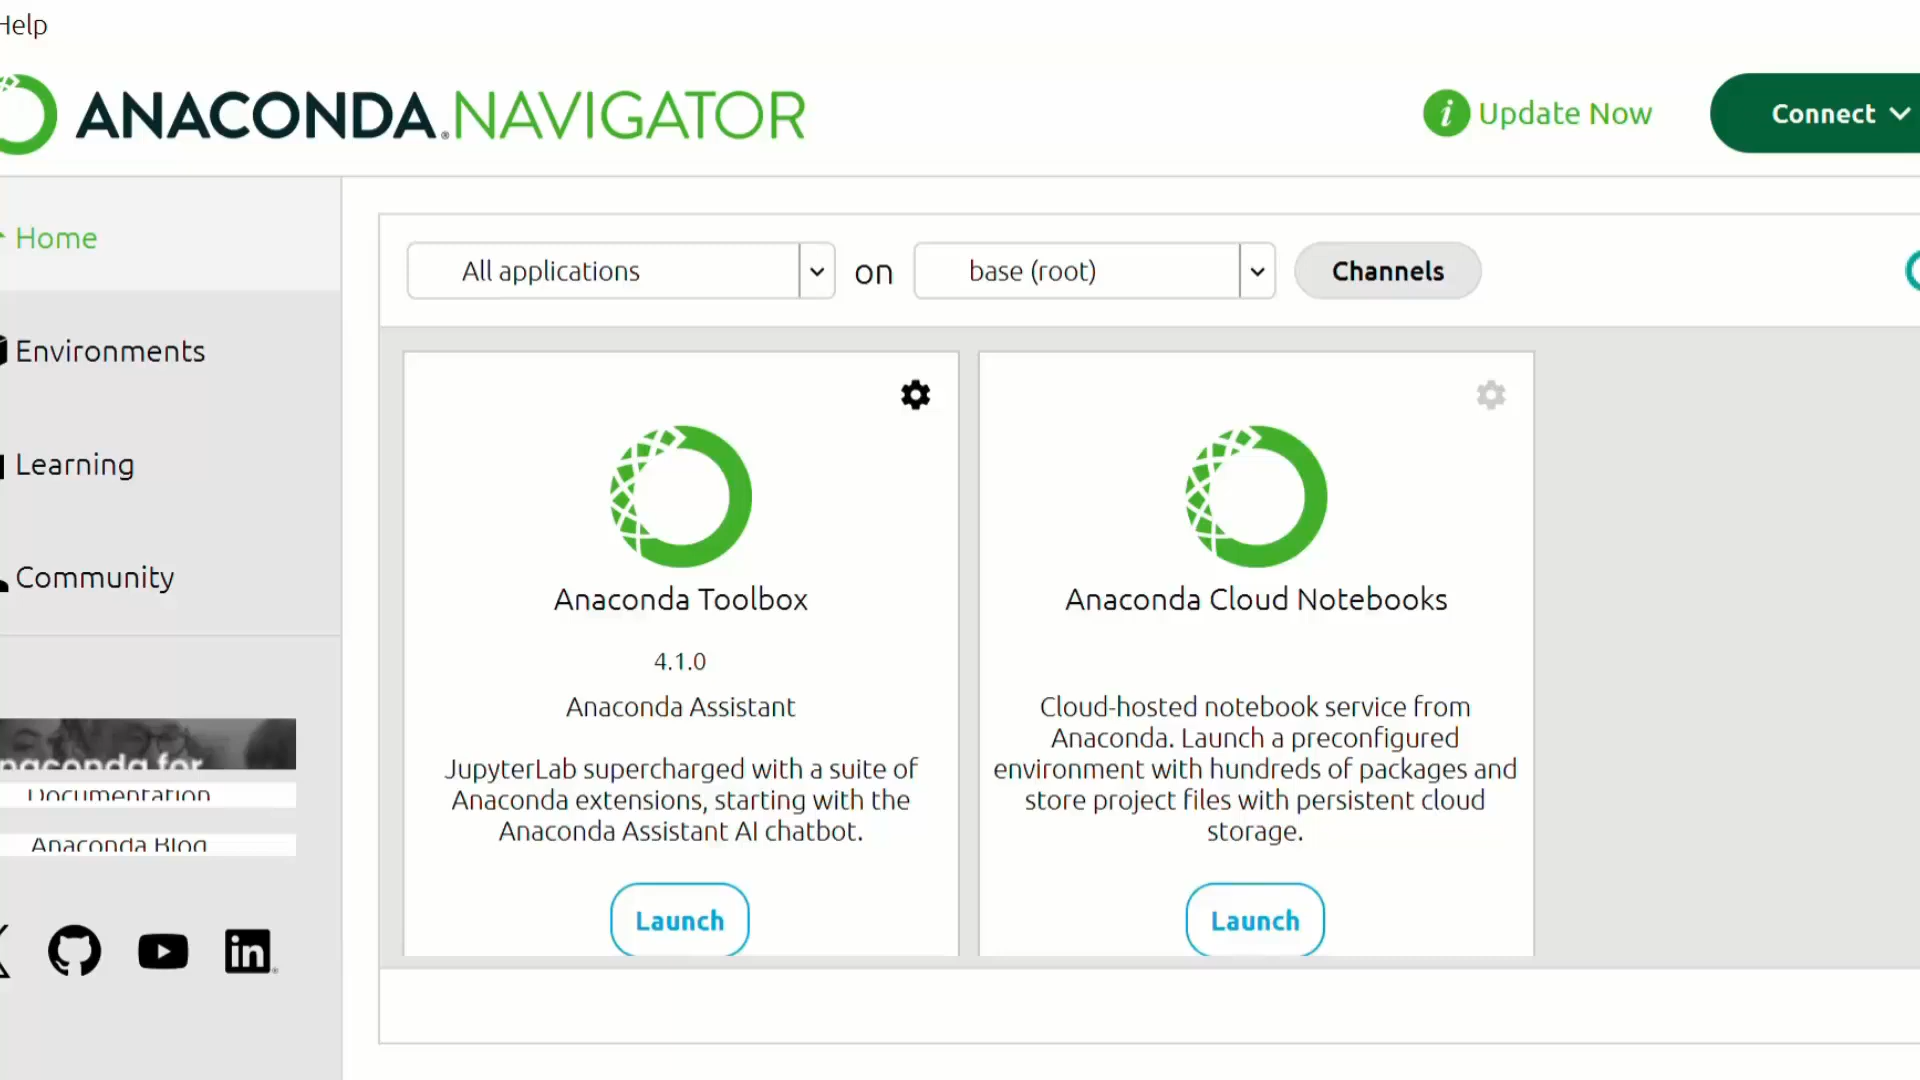 Help
ANACONDA.NAVIGATOR
Update Now
Connect
Home
All applications
on
base (root)
Channels
Environments
Learning
Community
Anaconda Toolbox
4.1.0
Anaconda Assistant
JupyterLab supercharged with a suite of
Anaconda extensions, starting with the
Anaconda Assistant AI chatbot.
Launch
Anaconda Cloud Notebooks
Cloud-hosted notebook service from
Anaconda. Launch a preconfigured
environment with hundreds of packages and
store project files with persistent cloud
storage.
Launch
naconda for
Documentation
Anaconda Blog
in